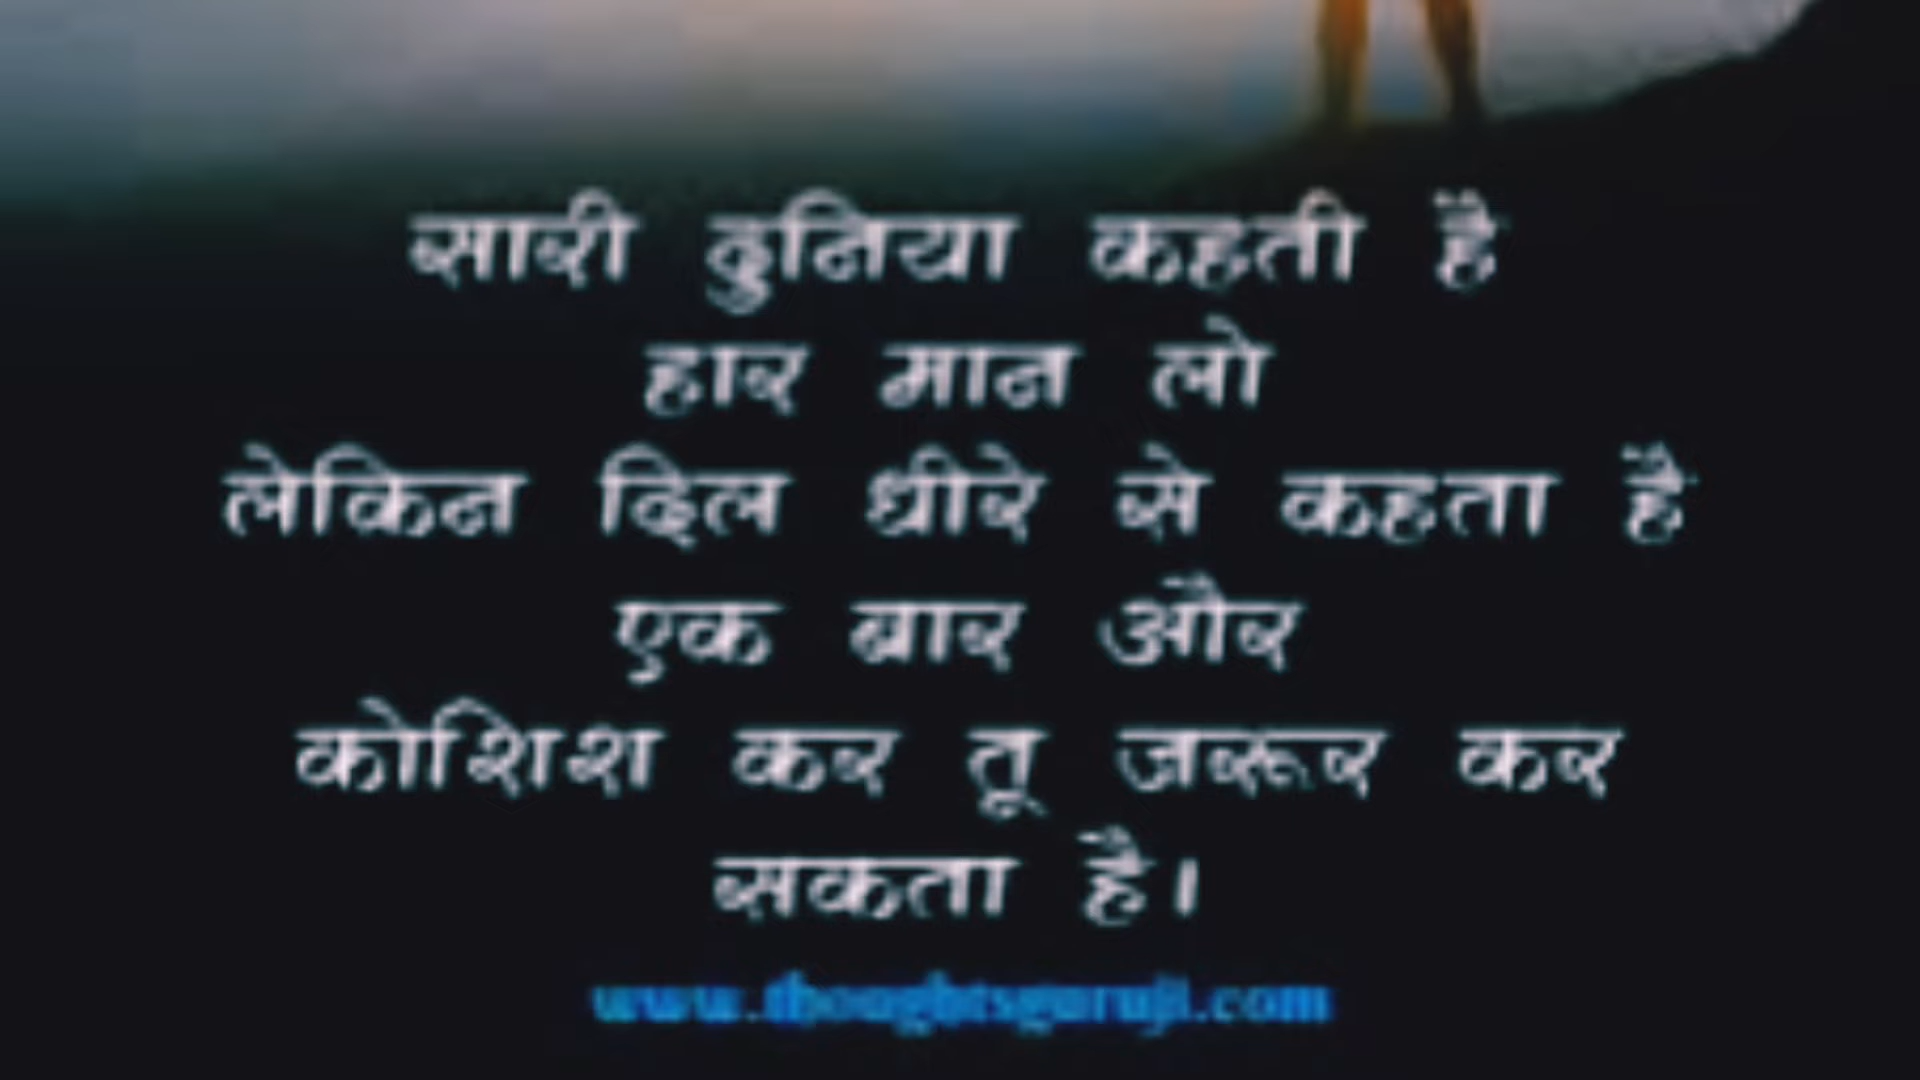 सारी दुनिया कहती है
हार मान लो
लेकिन दिल धीरे से कहता है
एक बार और
कोशिश कर तू जरूर कर
सकता है।
www.thoughtsguruji.com